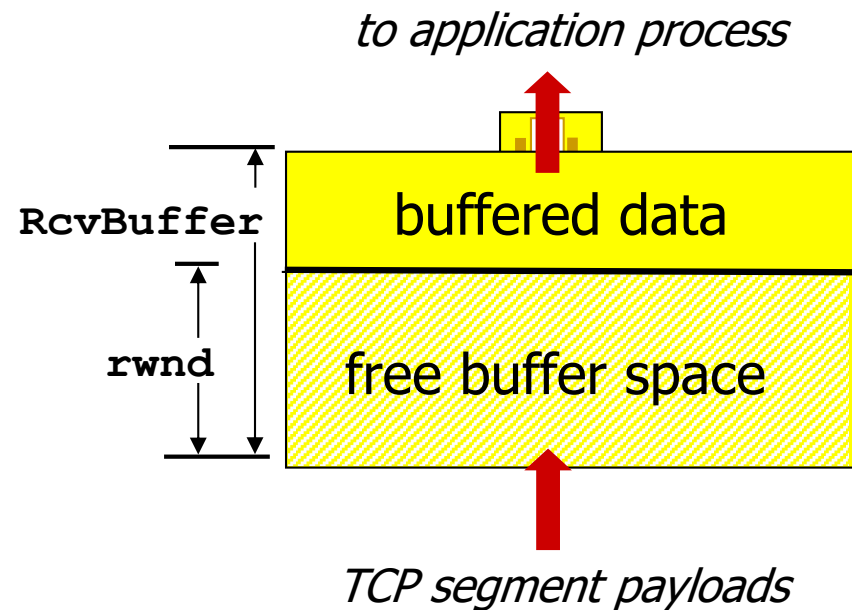 to application process
RcvBuffer
buffered data
rwnd
free buffer space
TCP segment payloads